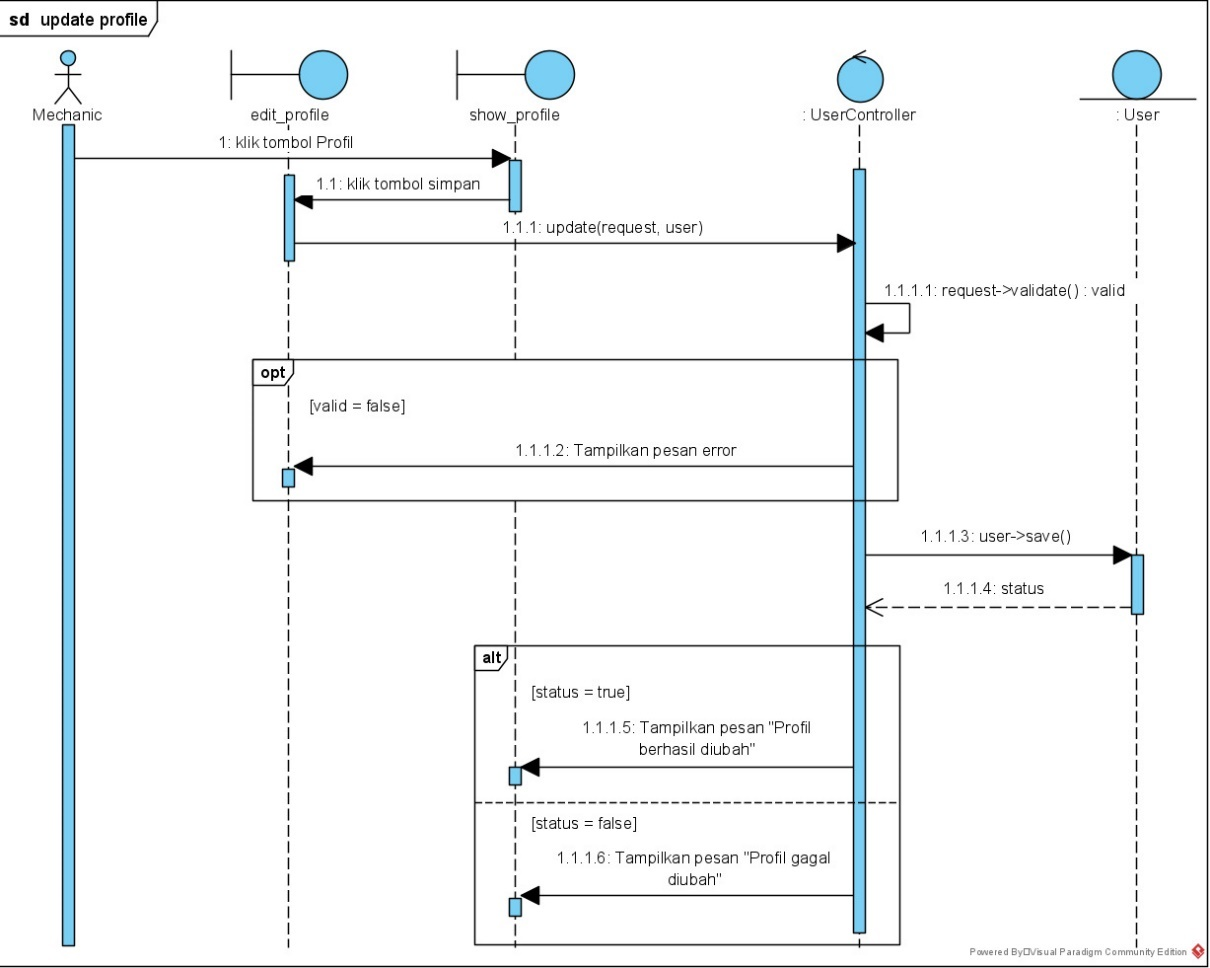 sd update profile
Mechanic
edit_profile
show_profile
: UserController
: User
1: klik tombol Profil
1.1: klik tombol simpan
1.1.1: update(request, user)
1.1.1.1: request->validate() : valid
opt
[valid = false]
1.1.1.2: Tampilkan pesan error
1.1.1.3: user->save()
1.1.1.4: status
alt
[status = true]
1.1.1.5: Tampilkan pesan "Profil
berhasil diubah"
[status = false]
1.1.1.6: Tampilkan pesan "Profil gagal
diubah"
Powered By□Visual Paradigm Community Edition